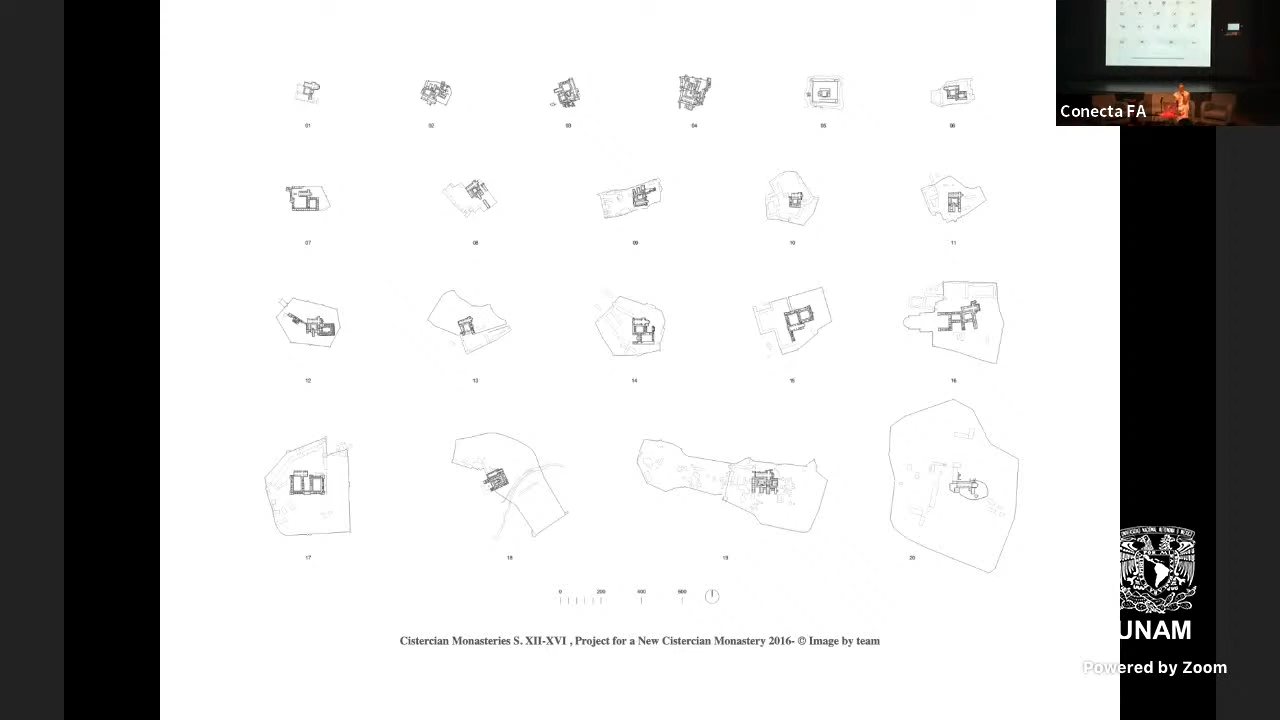 Conecta FA
01 02 03 04 05 06
07 08 09 10 11
12 13 14 15 16
17 18 19 20
0 200 400 600
Cistercian Monasteries S. XII-XVI , Project for a New Cistercian Monastery 2016- © Image by team
UNAM
Powered by Zoom